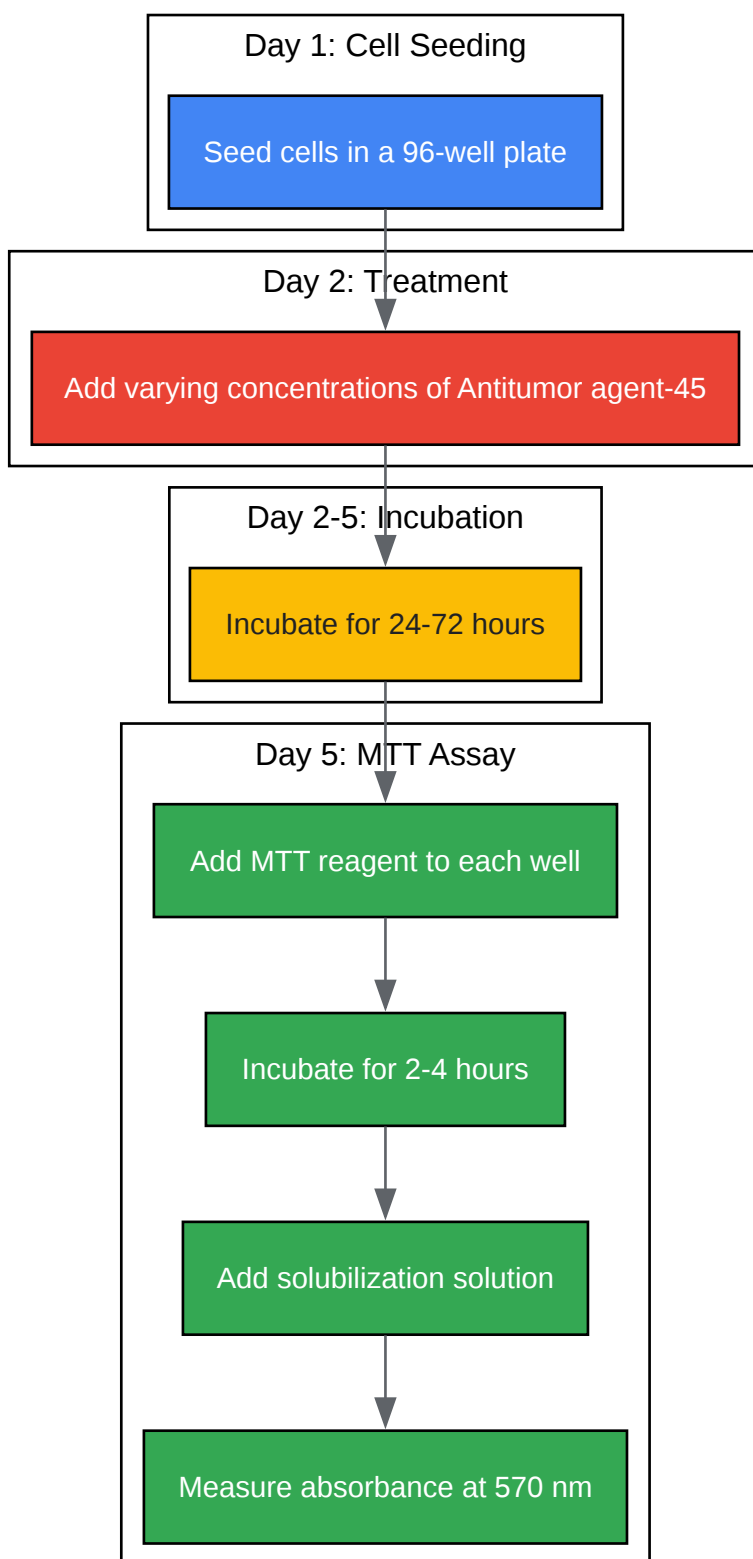 Day 1: Cell Seeding
Seed cells in a 96-well plate
Day 2: Treatment
Add varying concentrations of Antitumor agent-45
Day 2-5: Incubation
Incubate for 24-72 hours
Day 5: MTT Assay
Add MTT reagent to each well
Incubate for 2-4 hours
Add solubilization solution
Measure absorbance at 570 nm